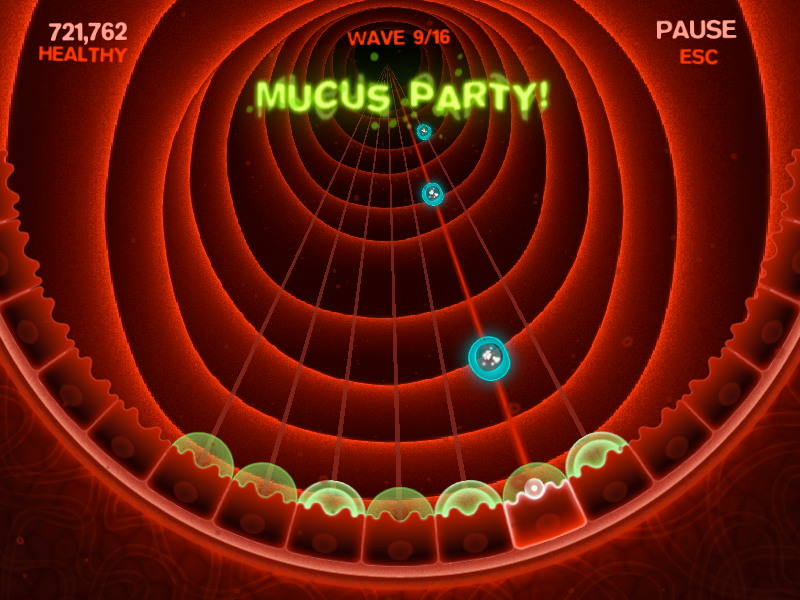 721,762
HEALTHY
WAVE 9/16
PAUSE
ESC
MUCUS PARTY!